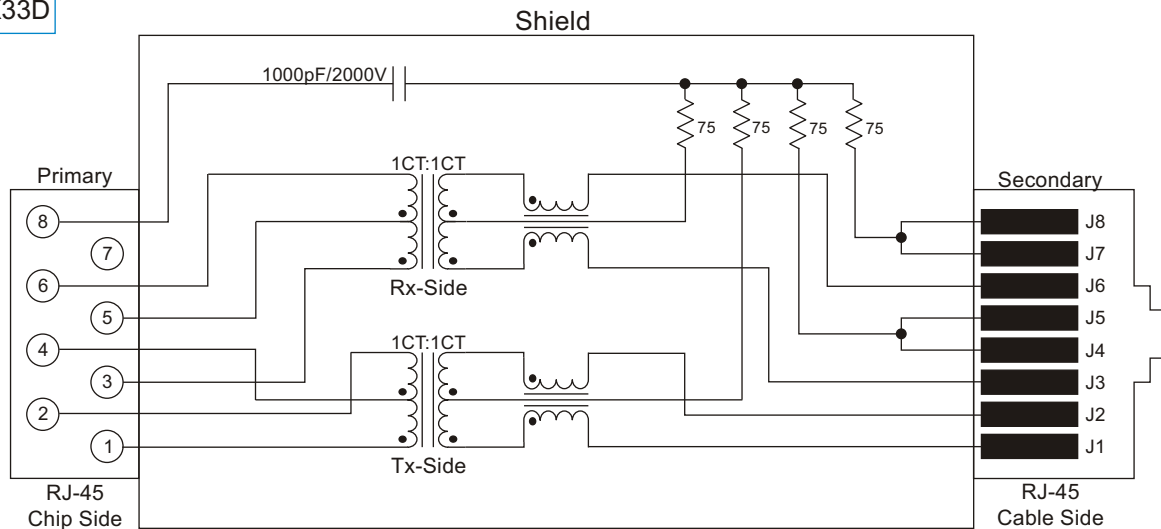 33D
Shield
1000pF/2000V
75
75
75
75
Primary
1CT:1CT
Secondary
8
J8
7
J7
6
Rx-Side
J6
5
J5
4
1CT:1CT
J4
3
J3
2
J2
1
J1
Tx-Side
RJ-45
Chip Side
RJ-45
Cable Side